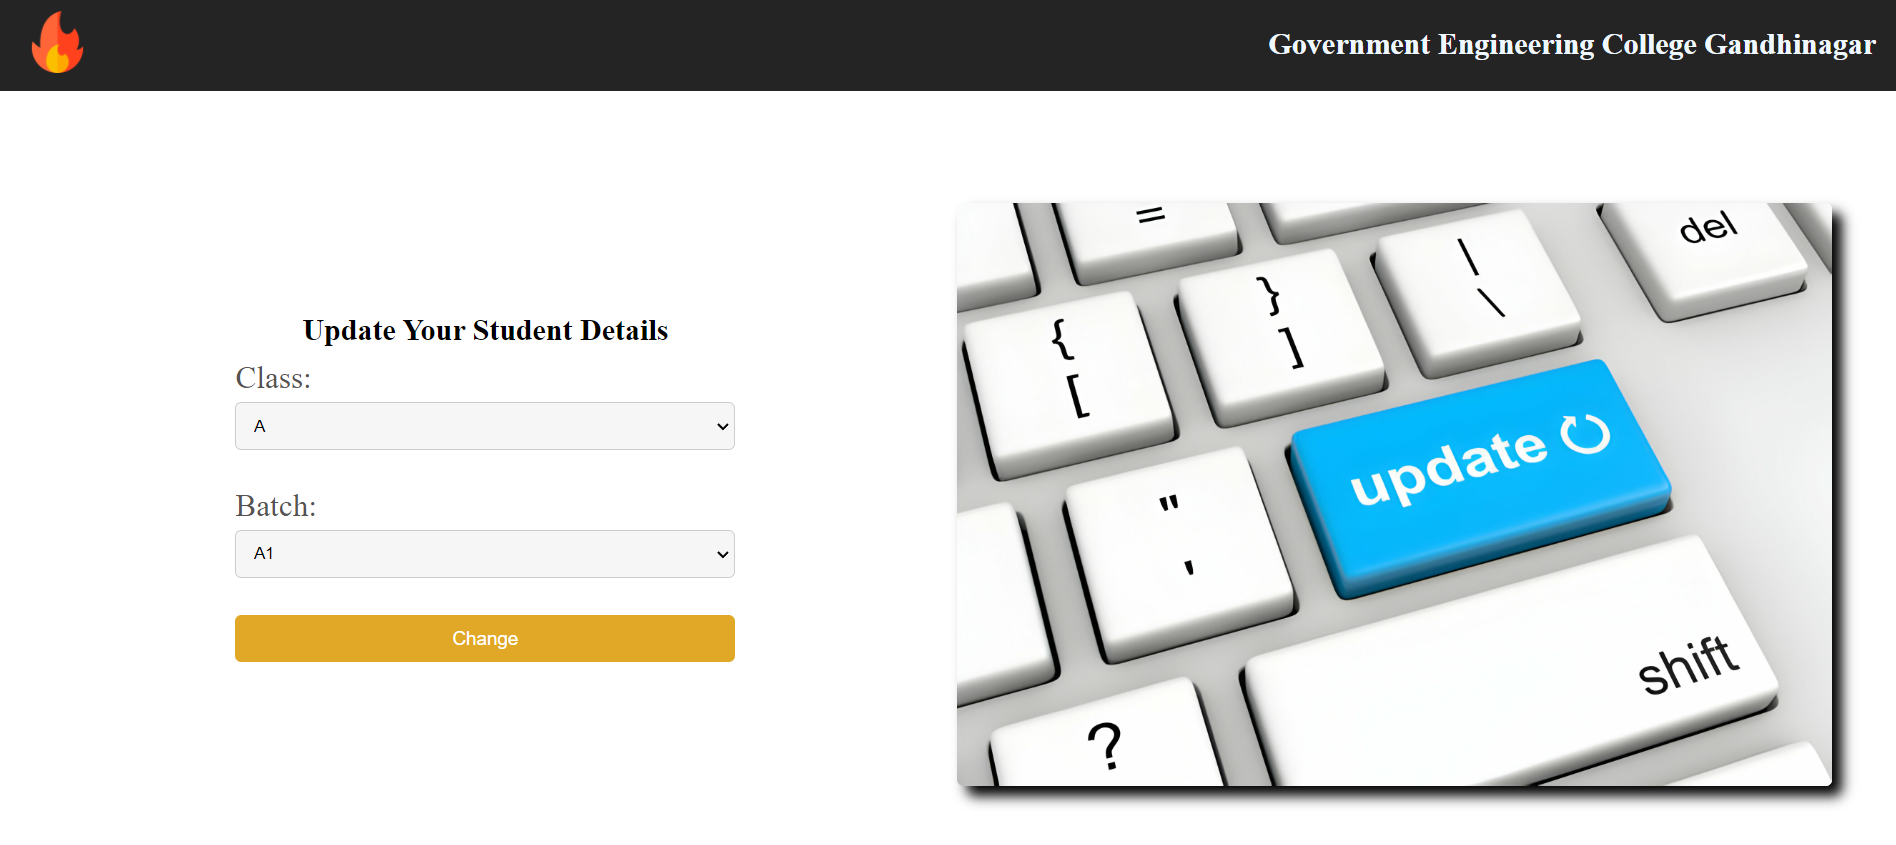 Government Engineering College Gandhinagar
Update Your Student Details
Class:
A
Batch:
A1
Change
=
del
{
[
}
]
|
\
update
"
'
shift
?